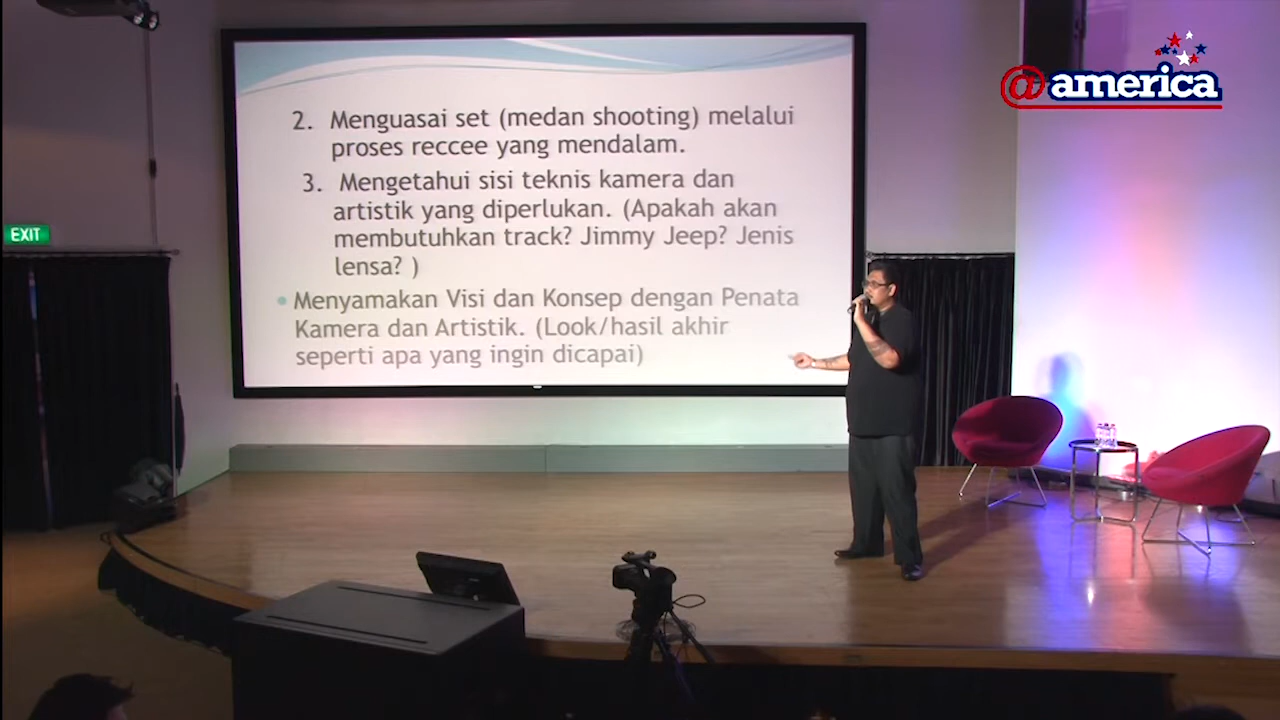 @america
2. Menguasai set (medan shooting) melalui
proses reccee yang mendalam.
3. Mengetahui sisi teknis kamera dan
artistik yang diperlukan. (Apakah akan
membutuhkan track? Jimmy Jeep? Jenis
lensa? )
• Menyamakan Visi dan Konsep dengan Penata
Kamera dan Artistik. (Look/hasil akhir
seperti apa yang ingin dicapai)
EXIT